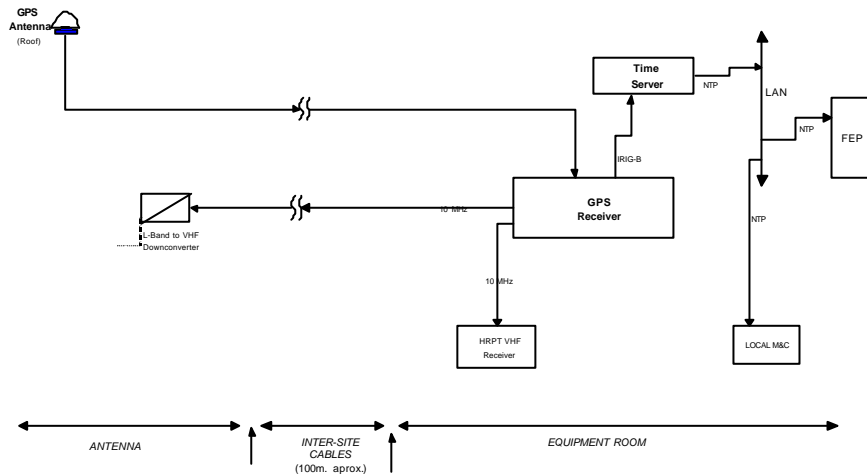 GPS
Antenna
(Roof)
Time
Server
NTP
LAN
NTP
FEP
IRIG-B
GPS
Receiver
10 MHz
L-Band to VHF
Downconverter
NTP
10 MHz
HRPT VHF
Receiver
LOCAL M&C
ANTENNA
INTER-SITE
CABLES
(100m. aprox.)
EQUIPMENT ROOM